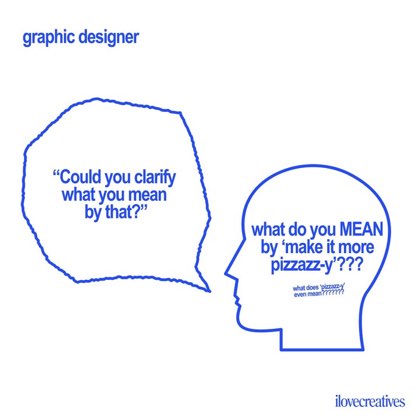 graphic designer
“Could you clarify
what you mean
by that?”
what do you MEAN
by ‘make it more
pizzazz-y’???
what does ‘pizzazz-y’
even mean???????
ilovecreatives